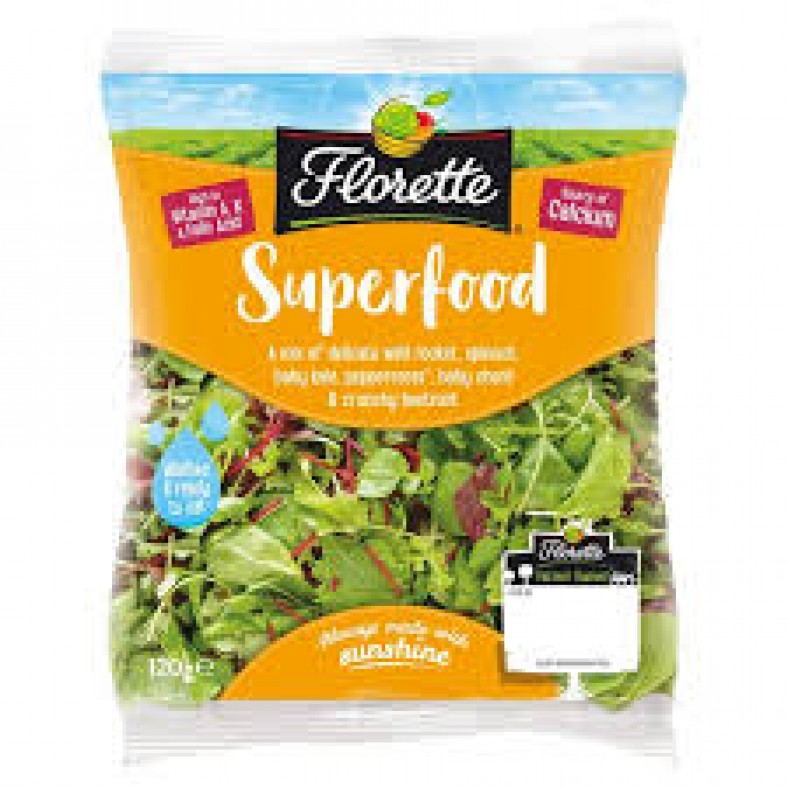 Florette
High in
Vitamin A, K
& Folic Acid
Source of
Calcium
Superfood
A mix of delicate wild rocket, spinach,
baby kale, peppercress*, baby chard
& crunchy beetroot
Washed
& ready
to eat
Florette
Always made with
sunshine
120g e